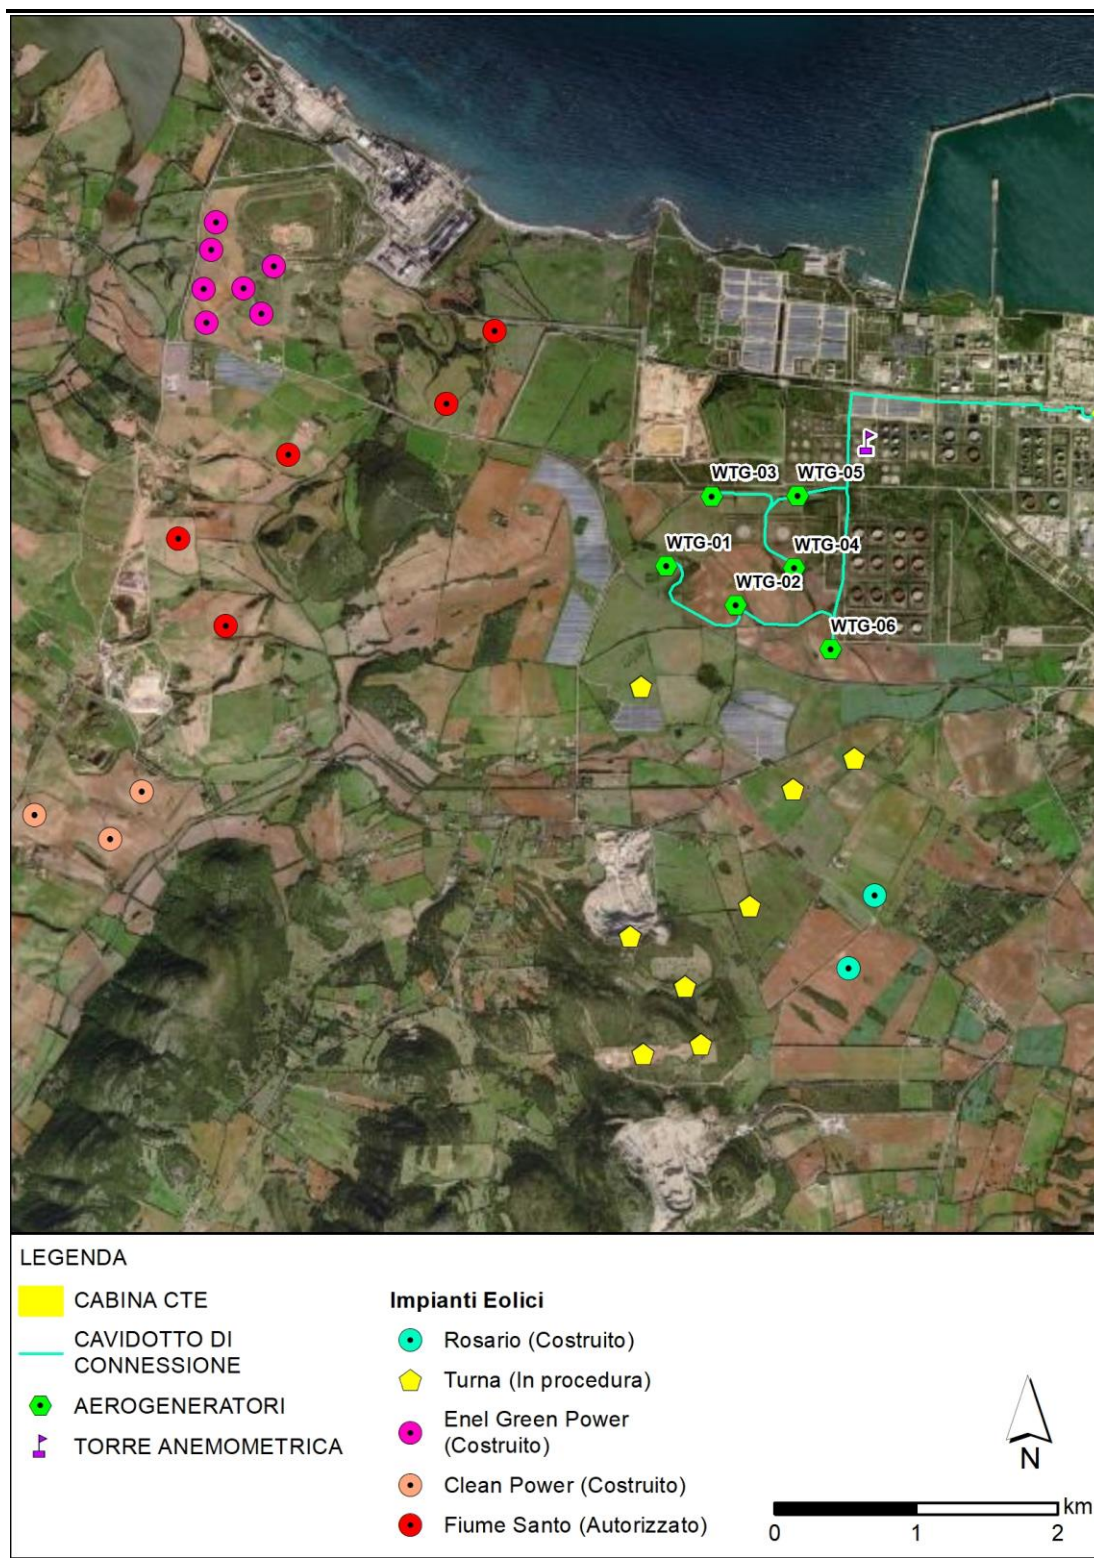 WTG-03
WTG-05
WTG-01
WTG-04
WTG-02
WTG-06
LEGENDA
CABINA CTE
CAVIDOTTO DI
CONNESSIONE
AEROGENERATORI
TORRE ANEMOMETRICA
Impianti Eolici
Rosario (Costruito)
Turna (In procedura)
Enel Green Power
(Costruito)
Clean Power (Costruito)
Fiume Santo (Autorizzato)
N
km
0 1 2